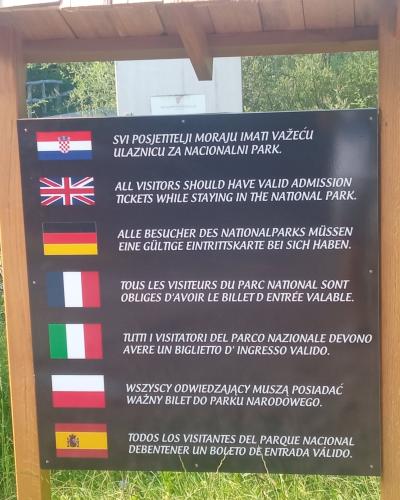 SVI POSJETITELJI MORAJU IMATI VAŽEĆU
ULAZNICU ZA NACIONALNI PARK.
ALL VISITORS SHOULD HAVE VALID ADMISSION
TICKETS WHILE STAYING IN THE NATIONAL PARK.
ALLE BESUCHER DES NATIONALPARKS MÜSSEN
EINE GÜLTIGE EINTRITTSKARTE BEI SICH HABEN.
TOUS LES VISITEURS DU PARC NATIONAL SONT
OBLIGES D'AVOIR LE BILLET D ENTRÉE VALABLE.
TUTTI I VISITATORI DEL PARCO NAZIONALE DEVONO
AVERE UN BIGLIETTO D' INGRESSO VALIDO.
WSZYSCY ODWIEDZAJĄCY MUSZĄ POSIADAĆ
WAŻNY BILET DO PARKU NARODÓWEGO.
TODOS LOS VISITANTES DEL PARQUE NACIONAL
DEBENTENER UN BOLETO DE ENTRADA VÁLIDO.